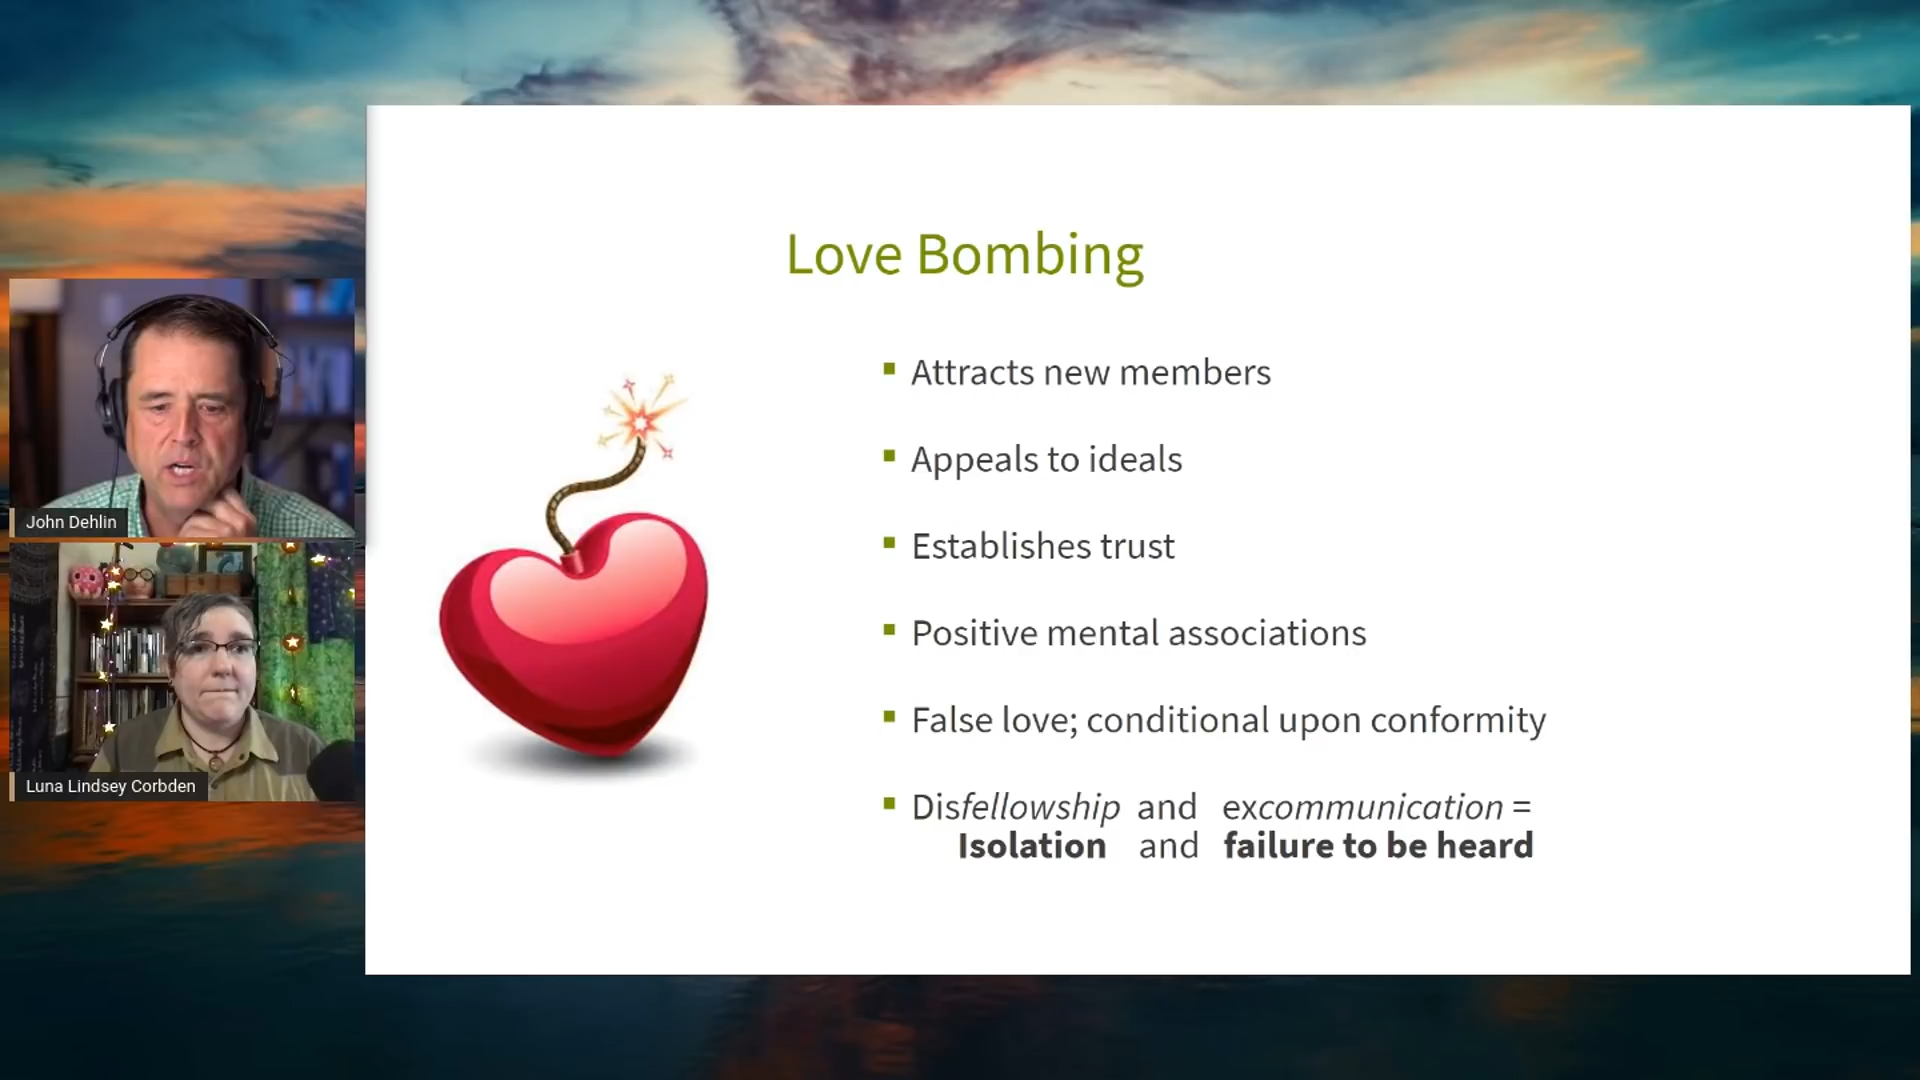 Love Bombing
Attracts new members
Appeals to ideals
Establishes trust
Positive mental associations
False love; conditional upon conformity
Disfellowship and excommunication =
Isolation and failure to be heard
John Dehlin
Luna Lindsey Corbden